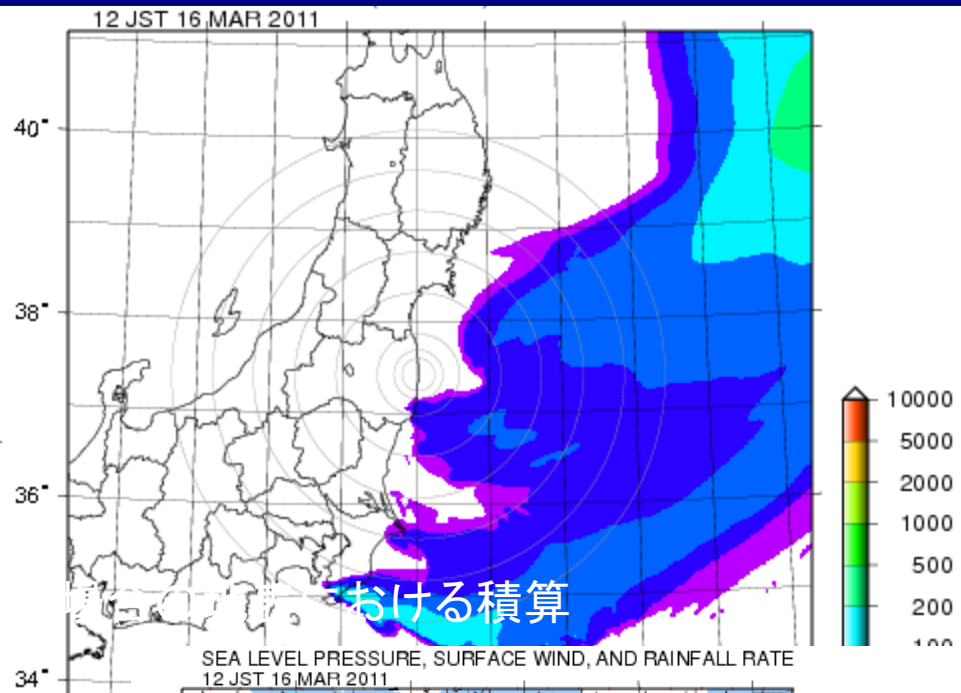 12 JST 16 MAR 2011
40°
38°
36°
34°
10000
5000
2000
1000
500
200
における積算
SEA LEVEL PRESSURE, SURFACE WIND, AND RAINFALL RATE
12 JST 16 MAR 2011